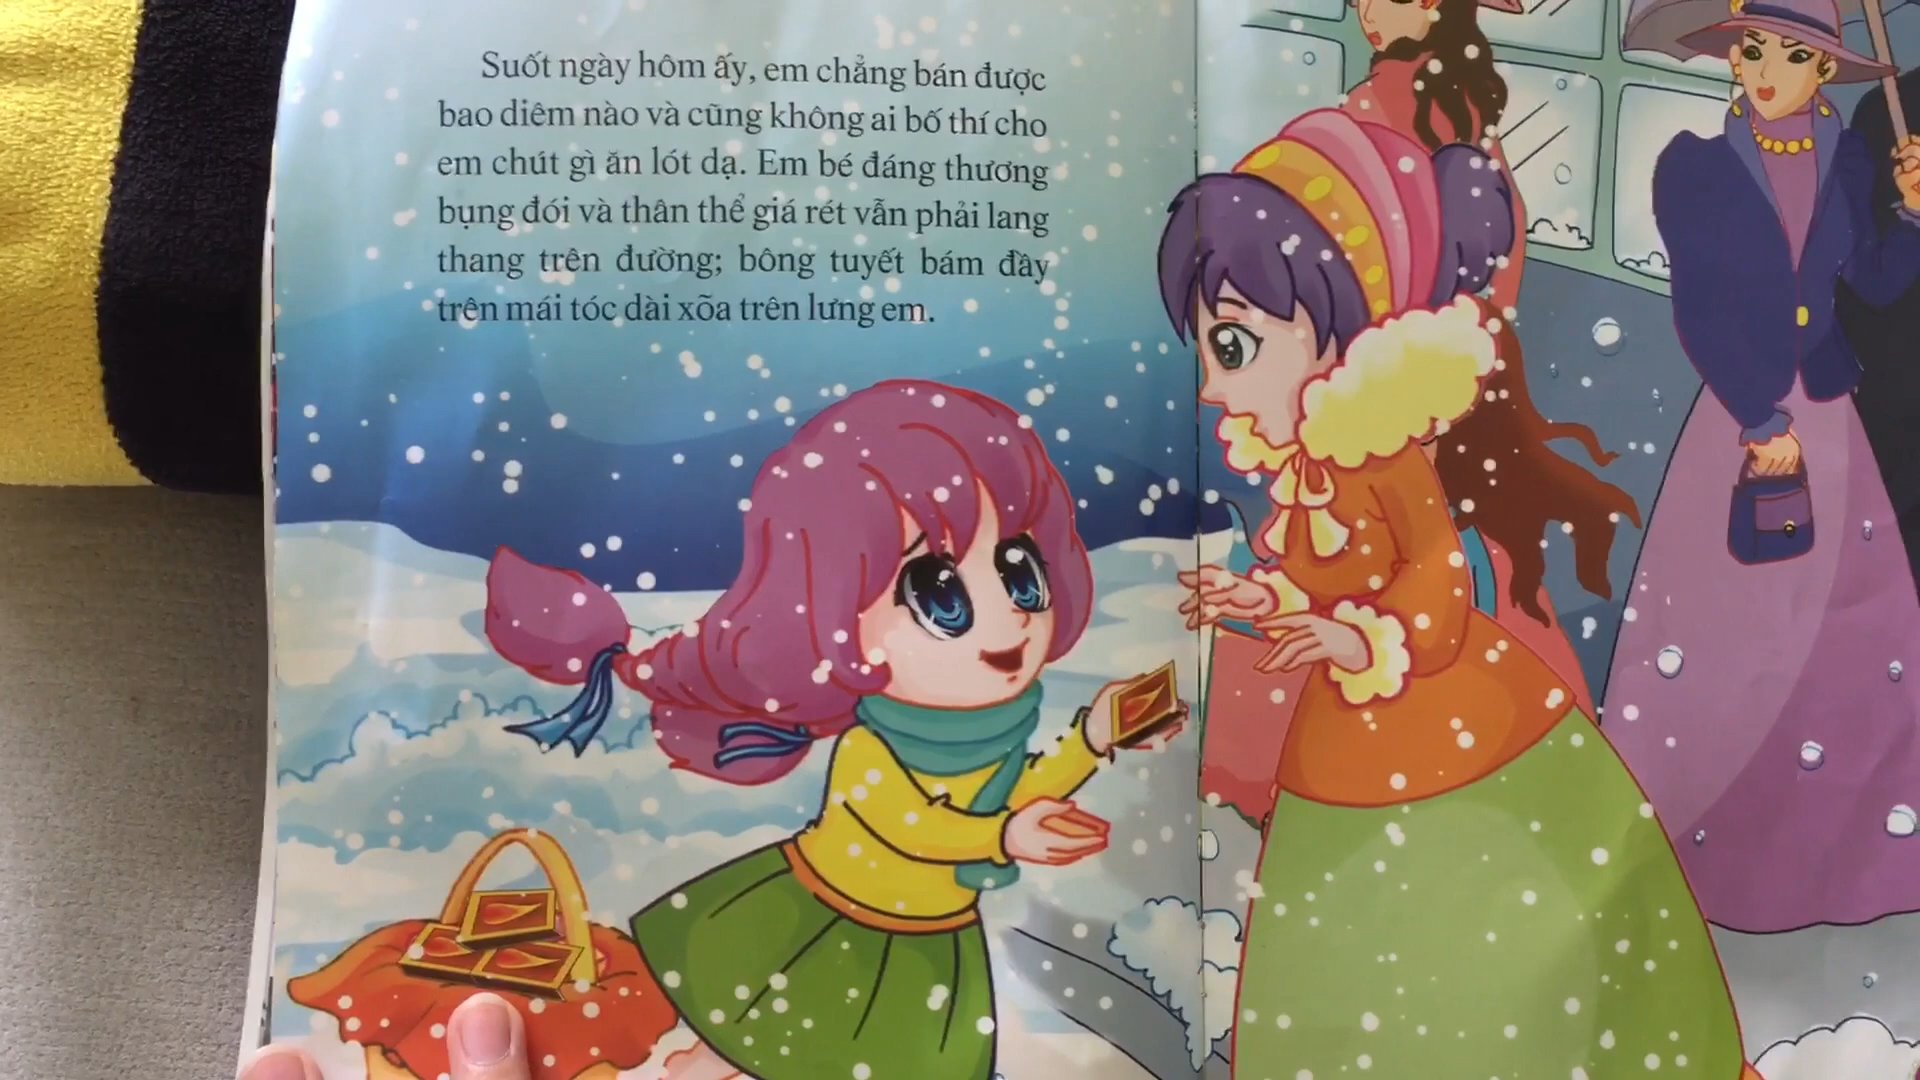 Suốt ngày hôm ấy, em chẳng bán được
bao diêm nào và cũng không ai bố thí cho
em chút gì ăn lót dạ. Em bé đáng thương
bụng đói và thân thể giá rét vẫn phải lang
thang trên đường; bông tuyết bám đầy
trên mái tóc dài xõa trên lưng em.